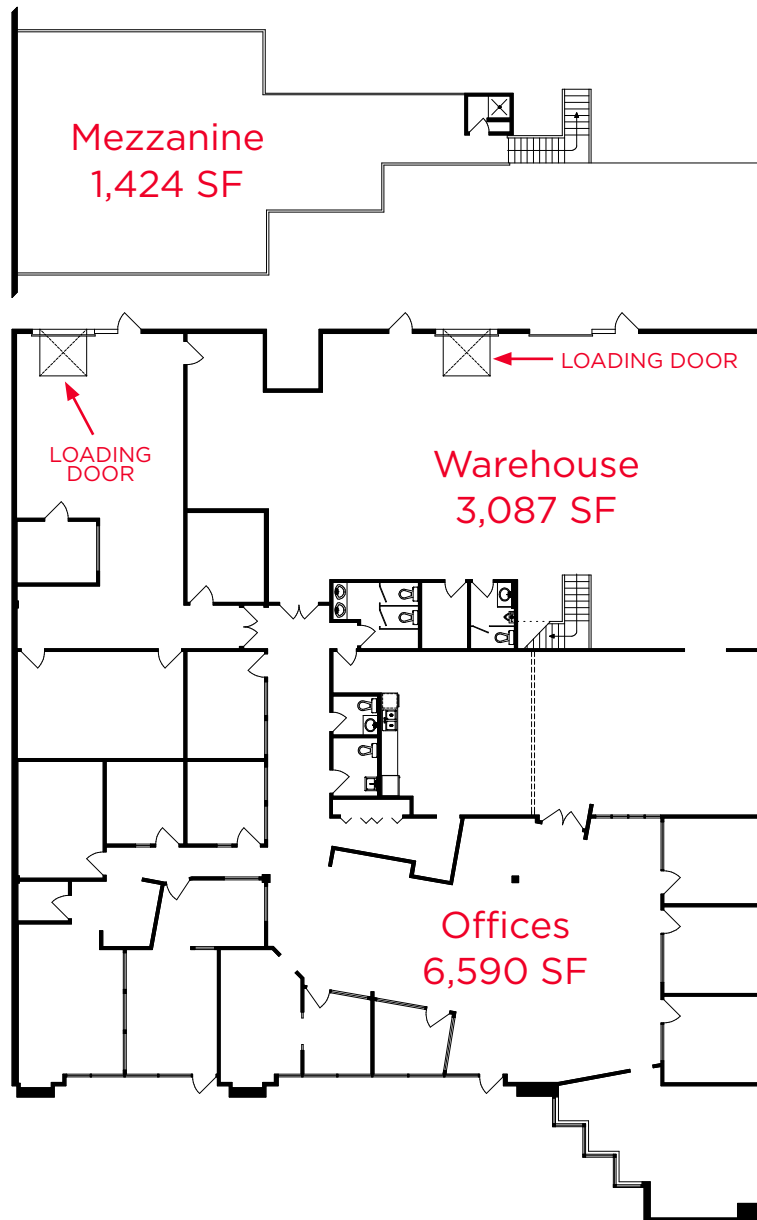 Mezzanine
1,424 SF
LOADING DOOR
LOADING
DOOR
Warehouse
3,087 SF
Offices
6,590 SF